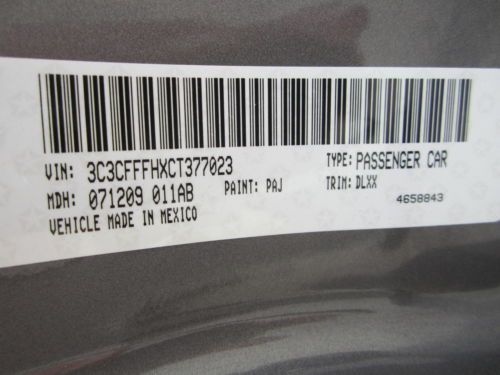 VIN: 3C3CFFFHXCT377023 TYPE: PASSENGER CAR
MDH: 071209 011AB PAINT: PAJ TRIM: DLXX
VEHICLE MADE IN MEXICO 4658843